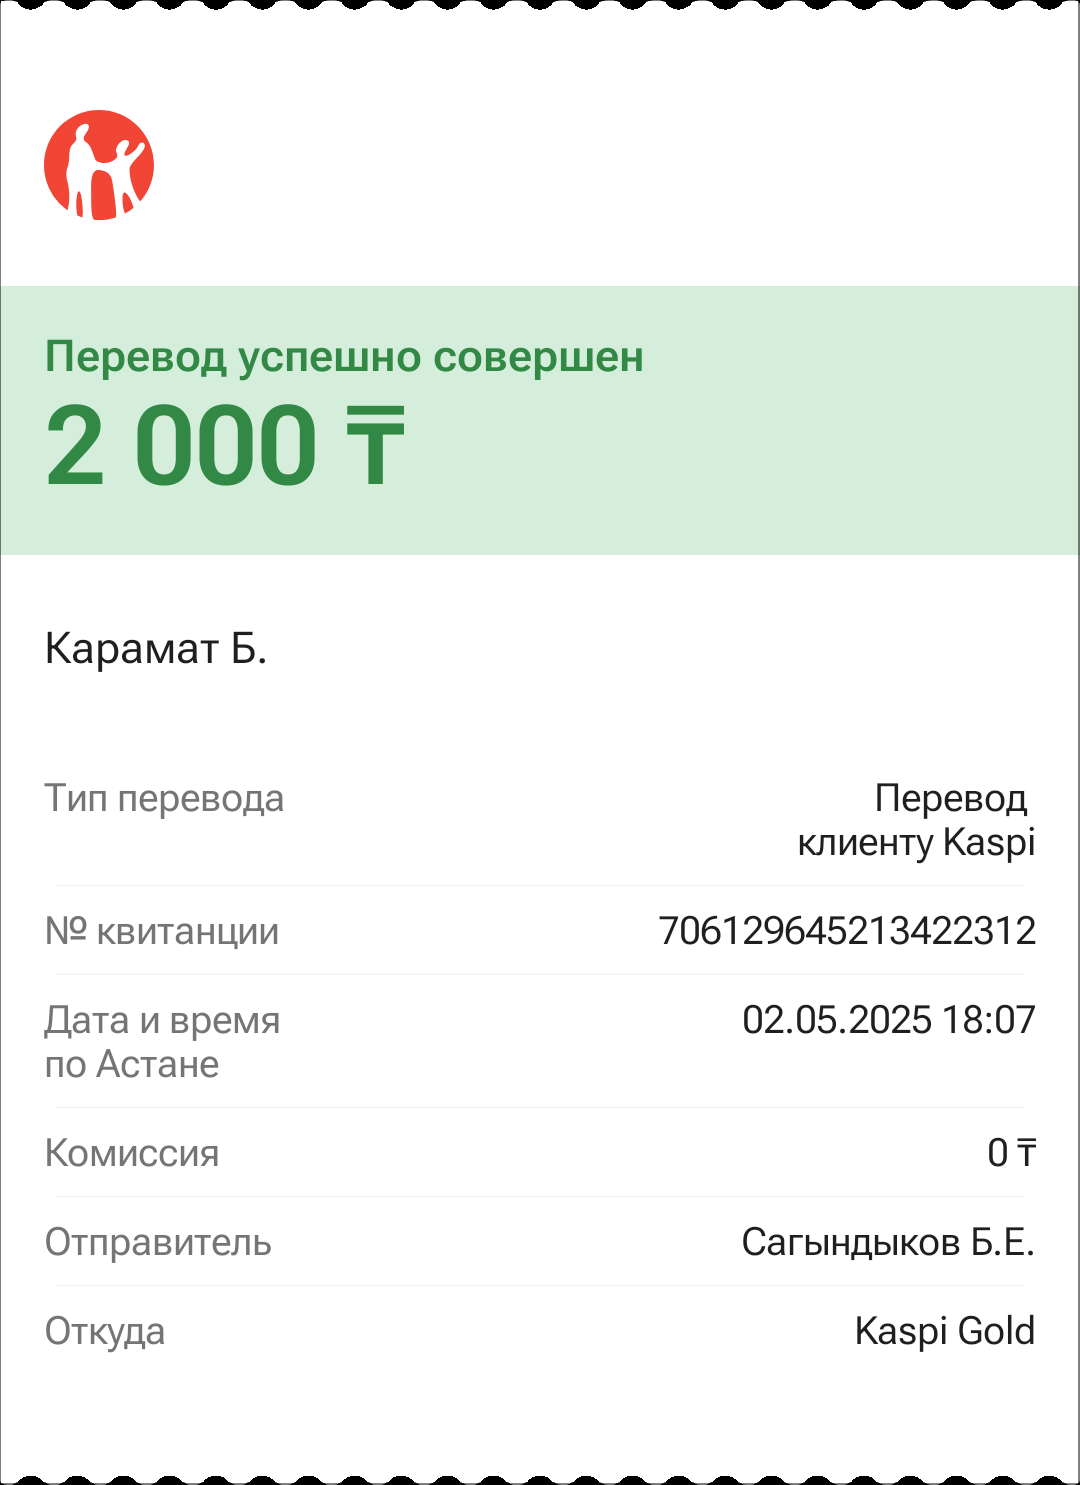 Перевод успешно совершен
2 000 ₸
Карамат Б.
Тип перевода
Перевод
клиенту Kaspi
№ квитанции
706129645213422312
Дата и время
по Астане
02.05.2025 18:07
Комиссия
0 ₸
Отправитель
Сагындыков Б.Е.
Откуда
Kaspi Gold